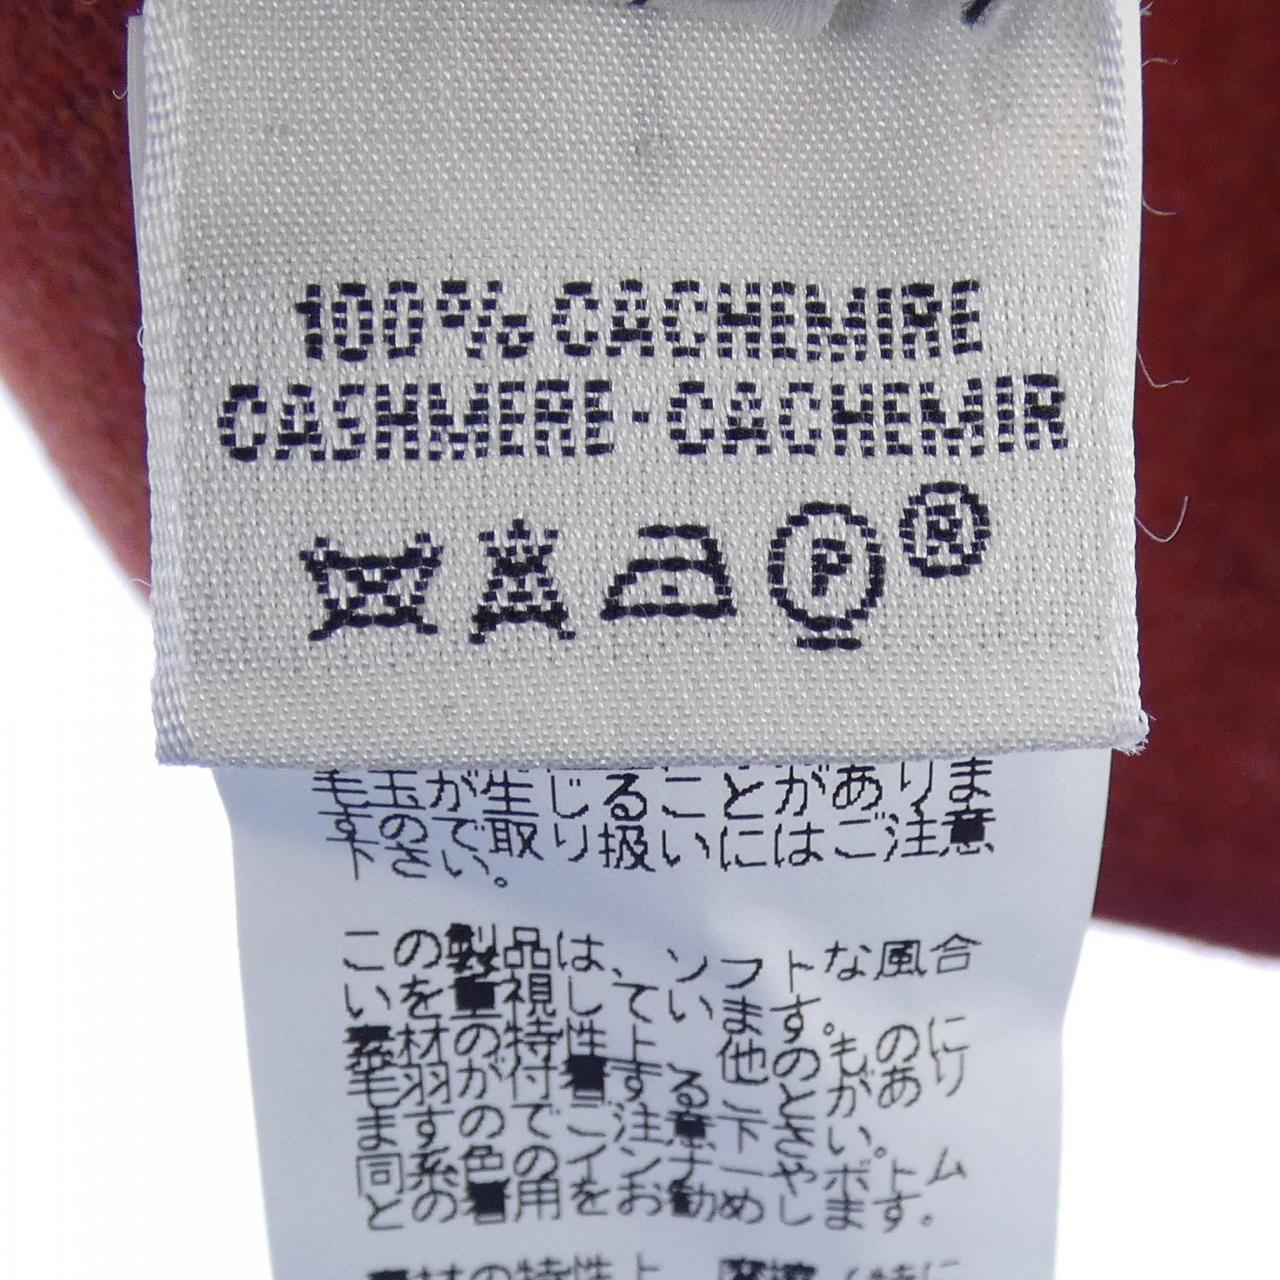 100% CACHEMIRE
CASHMERE·CACHEMIR
P
R
毛玉が生じることがありま
すので取り扱いにはご注意
下さい。
この製品は、ソフトな風合
いを重視しています。
素材の特性上、他のものに
毛羽が付着することがあり
ますのでご注意下さい。
同系色のインナーやボトム
との着用をお勧めします。